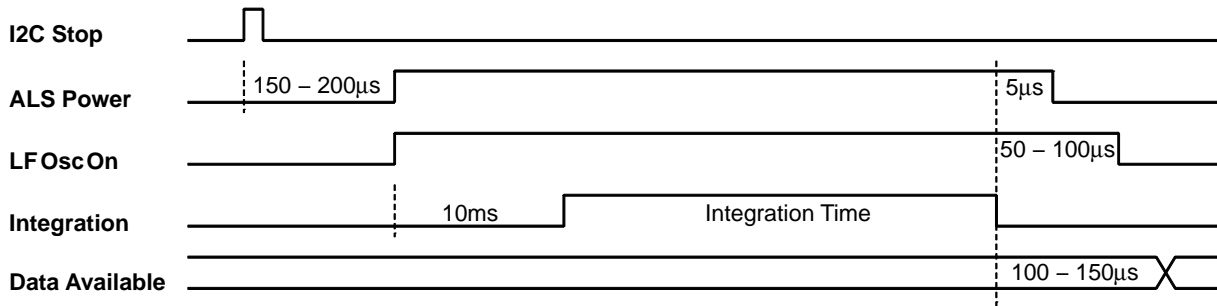 I2C Stop
150 – 200μs
ALS Power
5μs
LF Osc On
50 – 100μs
10ms
Integration Time
Integration
100 – 150μs
Data Available